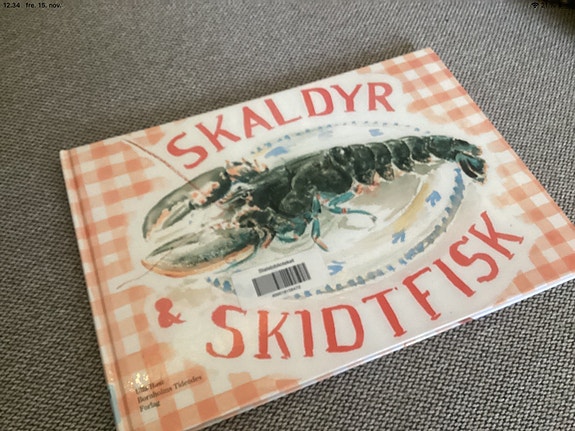 12.34 fre. 15. nov.
SKALDYR
& SKIDTFISK
Bornholms Tidendes
Forlag